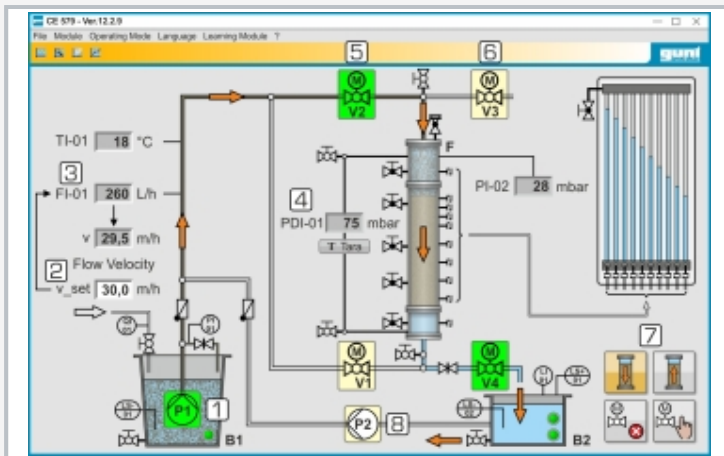 CE 579 - Ver.12.2.9
File Module Operating Mode Language Learning Module ?
gunt
5
6
M
V2
M
V3
TI-01 18 °C
F
3
FI-01 260 L/h
PI-02 28 mbar
4
PDI-01 75 mbar
v 29,5 m/h
T Tara
2 Flow Velocity
v_set 30,0 m/h
7
M
V1
M
V4
P1
1
B1
P2
8
B2
M
M